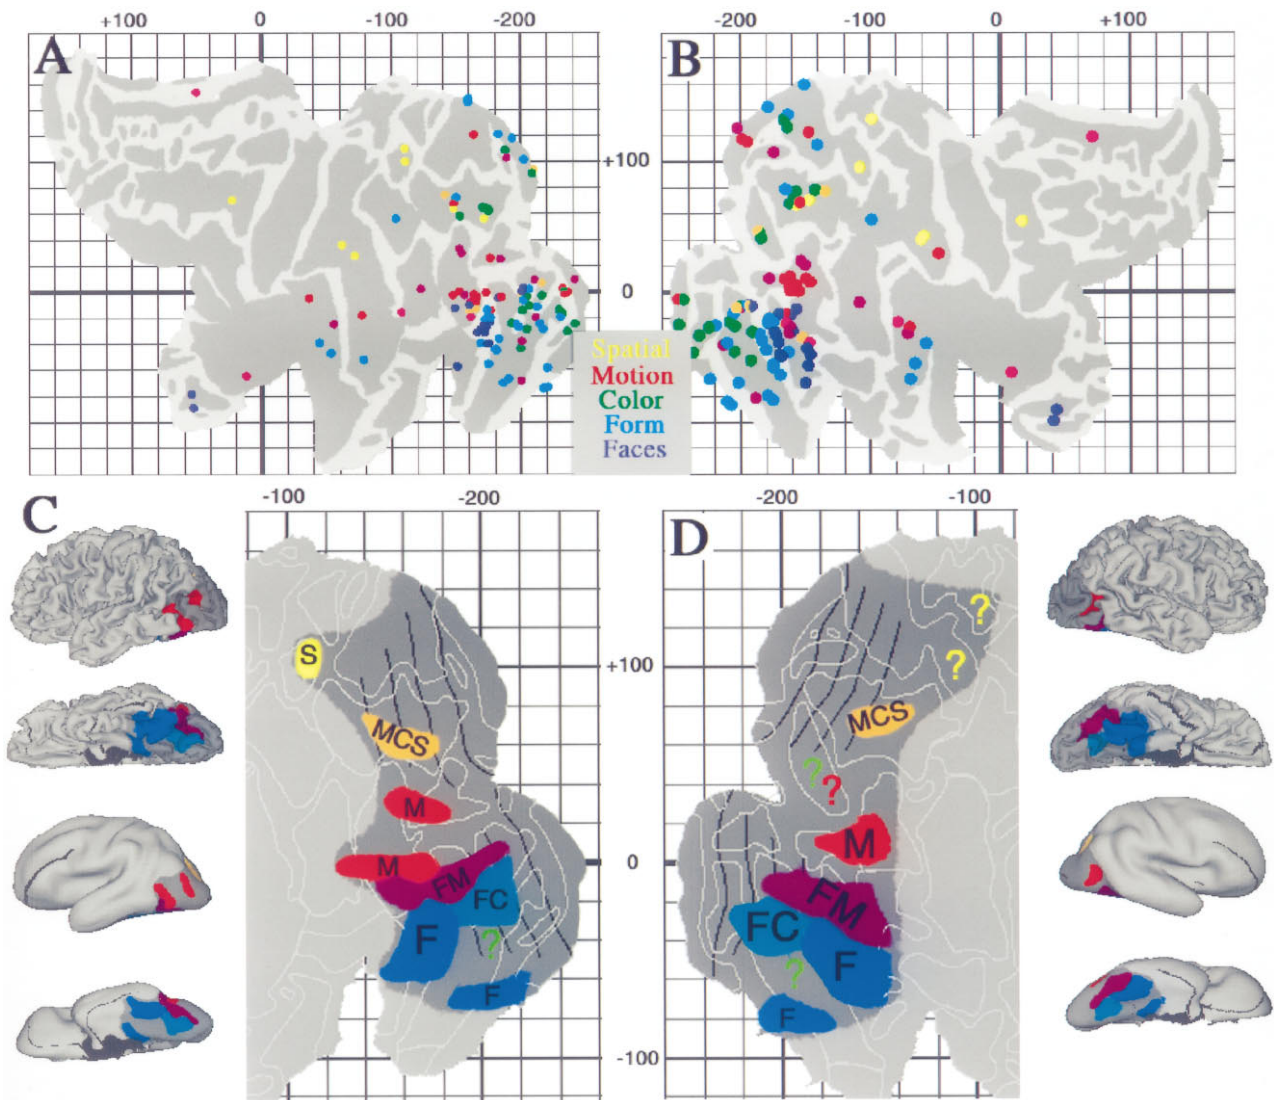 +100 0 -100 -200
-200 -100 0 +100
A
B
+100
0
Spatial
Motion
Color
Form
Faces
C
-100 -200
D
-200 -100
S
+100
MCS
MCS
?
?
?
?
M
M
M
0
FM
FM
FC
FC
F
F
?
?
F
F
-100